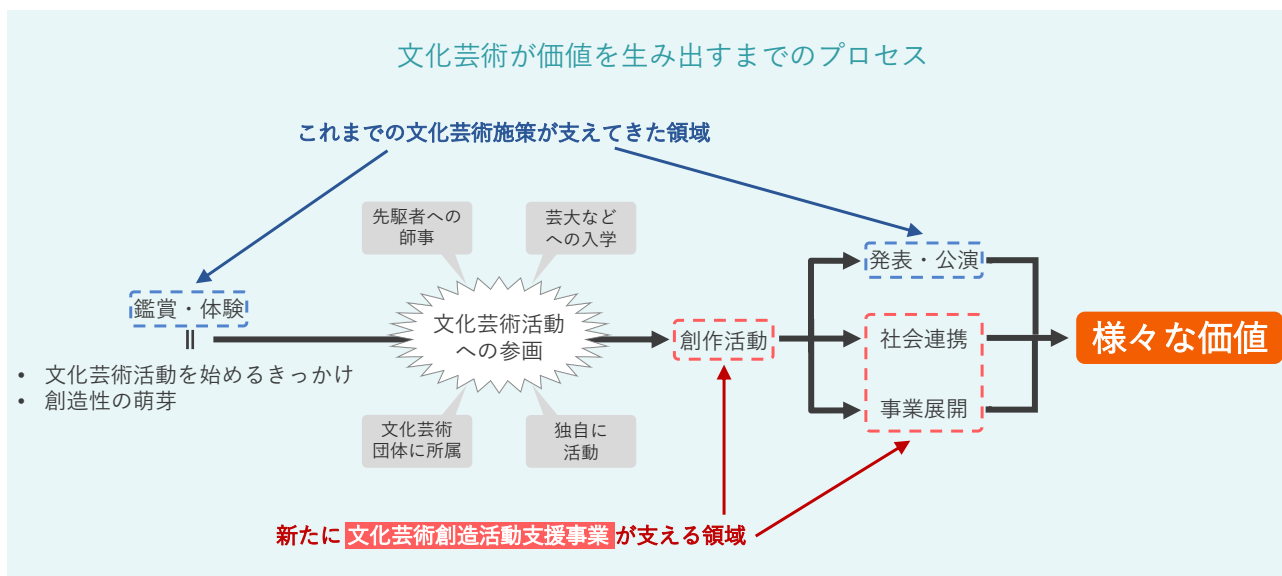 文化芸術が価値を生み出すまでのプロセス
これまでの文化芸術施策が支えてきた領域
先駆者への
師事
芸大など
への入学
鑑賞・体験
||
• 文化芸術活動を始めるきっかけ
• 創造性の萌芽
文化芸術活動
への参画
文化芸術
団体に所属
独自に
活動
創作活動
発表・公演
社会連携
事業展開
様々な価値
新たに 文化芸術創造活動支援事業 が支える領域